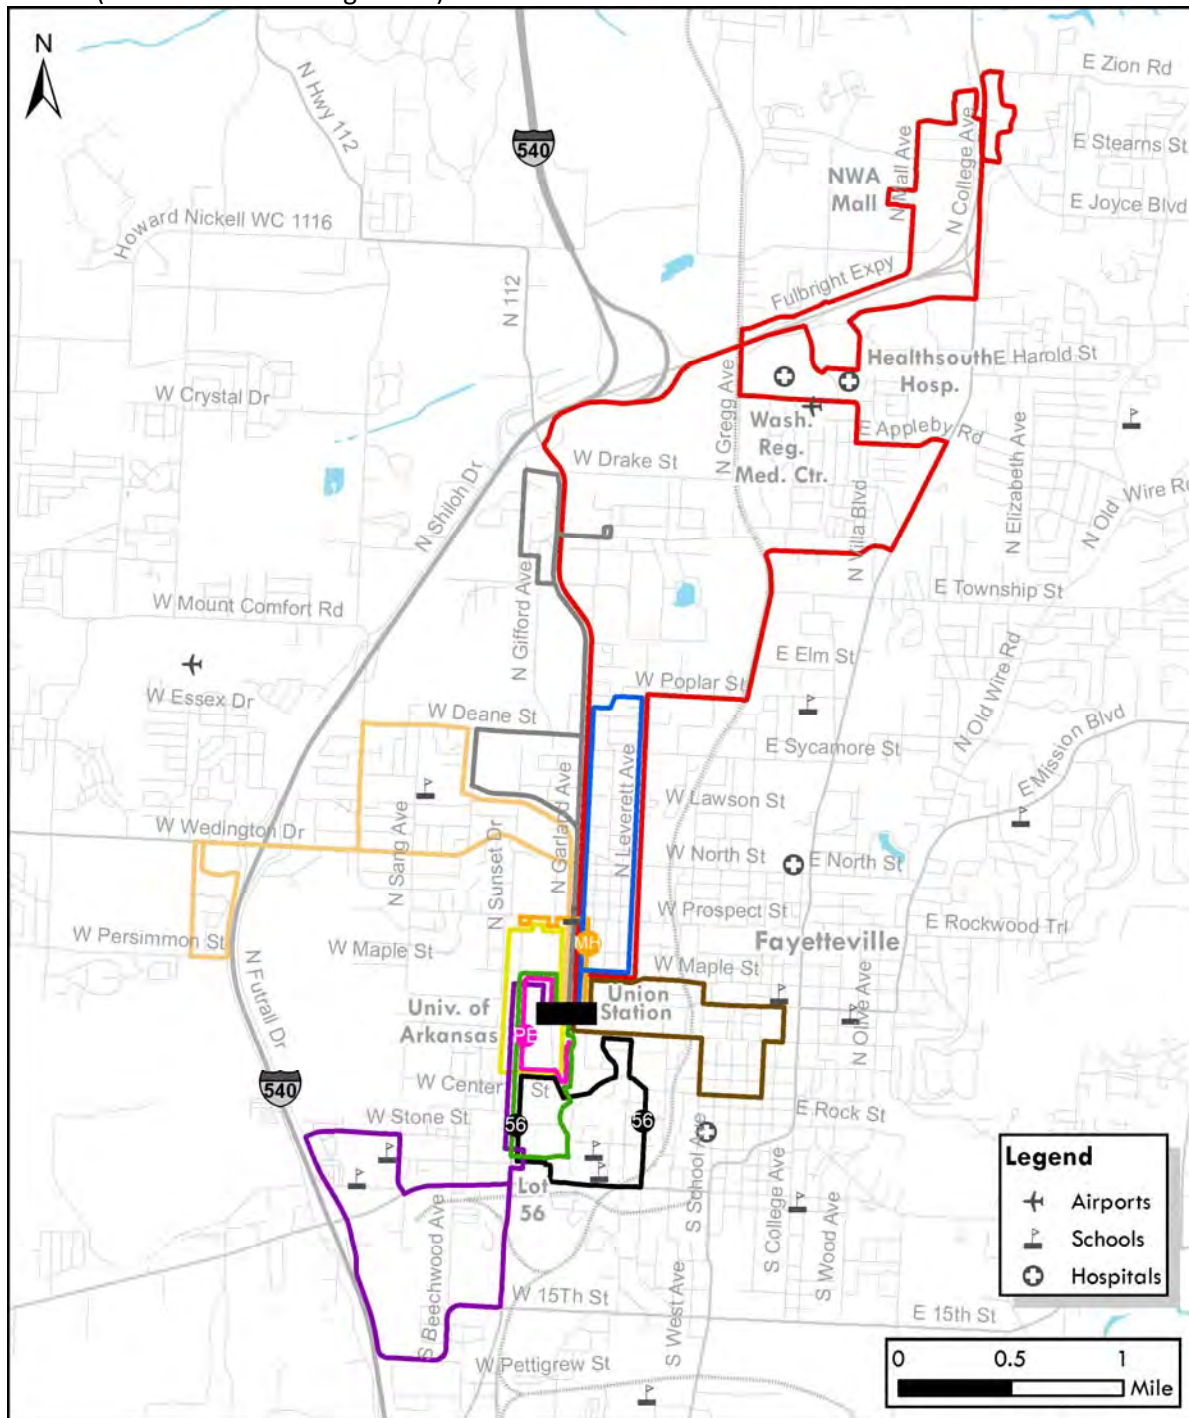 N
540
E Zion Rd
N Hwy 112
N Mall Ave
N College Ave
E Stearns St
NWA
Mall
E Joyce Blvd
Howard Nickell WC 1116
Fulbright Expy
N 112
Healthsouth
Hosp.
E Harold St
W Crystal Dr
N Gregg Ave
Wash.
Reg.
Med. Ctr.
E Appleby Rd
N Elizabeth Ave
N Old Wire Rd
W Drake St
N Shiloh Dr
N Villa Blvd
E Township St
W Mount Comfort Rd
N Gifford Ave
E Elm St
W Poplar St
W Essex Dr
W Deane St
N Old Wire Rd
E Mission Blvd
E Sycamore St
N Garland Ave
N Leverett Ave
W Lawson St
W Wedington Dr
N Sang Ave
N Sunset Dr
W North St
E North St
W Prospect St
E Rockwood Trl
W Persimmon St
W Maple St
MH
Fayetteville
W Maple St
N Futrall Dr
Univ. of
Arkansas
Union
Station
N Olive Ave
PB
W Center St
540
W Stone St
56
56
E Rock St
S School Ave
Lot
56
S Beechwood Ave
S College Ave
S Wood Ave
W 15Th St
E 15th St
S West Ave
W Pettigrew St
Legend
Airports
Schools
Hospitals
0 0.5 1
Mile